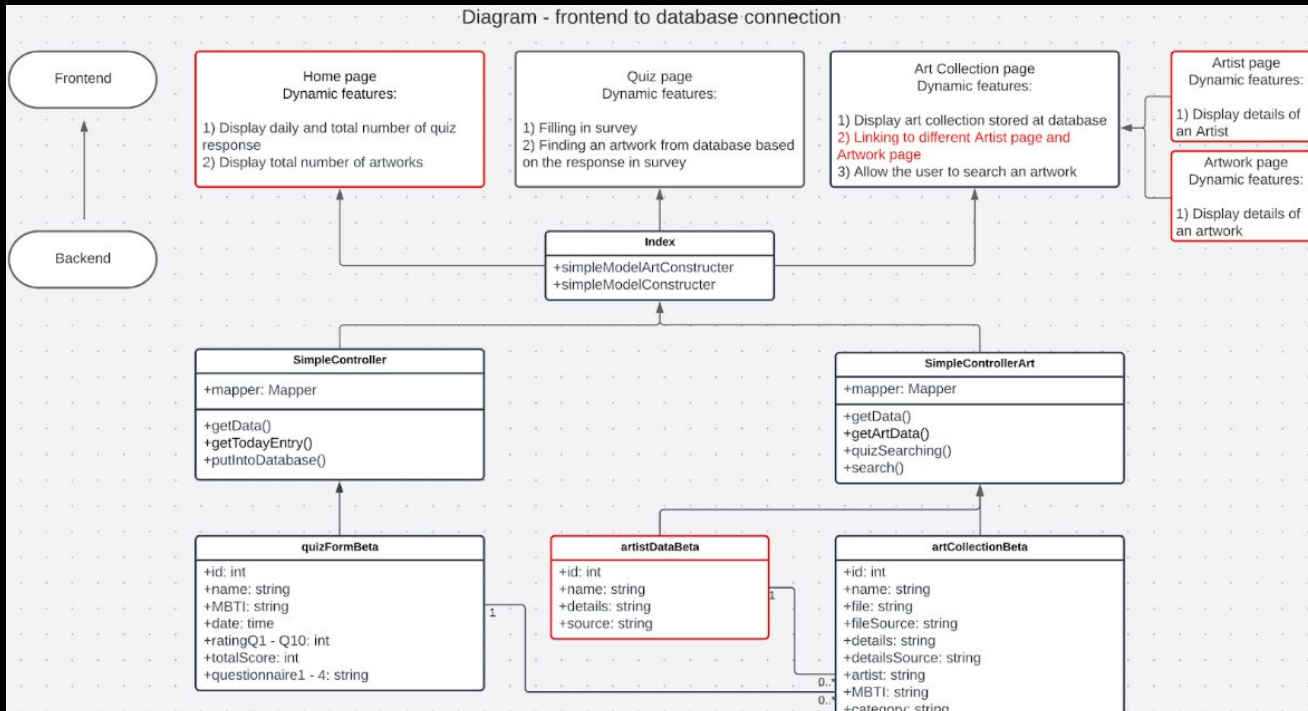 Diagram - frontend to database connection
Frontend
Backend
Home page
Dynamic features:
1) Display daily and total number of quiz
response
2) Display total number of artworks
Quiz page
Dynamic features:
1) Filling in survey
2) Finding an artwork from database based
on the response in survey
Art Collection page
Dynamic features:
1) Display art collection stored at database
2) Linking to different Artist page and
Artwork page
3) Allow the user to search an artwork
Artist page
Dynamic features:
1) Display details of
an Artist
Artwork page
Dynamic features:
1) Display details of
an artwork
Index
+simpleModelArtConstructer
+simpleModelConstructer
SimpleController
+mapper: Mapper
+getData()
+getTodayEntry()
+putIntoDatabase()
SimpleControllerArt
+mapper: Mapper
+getData()
+getArtData()
+quizSearching()
+search()
quizFormBeta
+id: int
+name: string
+MBTI: string
+date: time
+ratingQ1 - Q10: int
+totalScore: int
+questionnaire1 - 4: string
1
artistDataBeta
+id: int
+name: string
+details: string
+source: string
1
0..*
0..*
artCollectionBeta
+id: int
+name: string
+file: string
+fileSource: string
+details: string
+detailsSource: string
+artist: string
+MBTI: string
+category: string